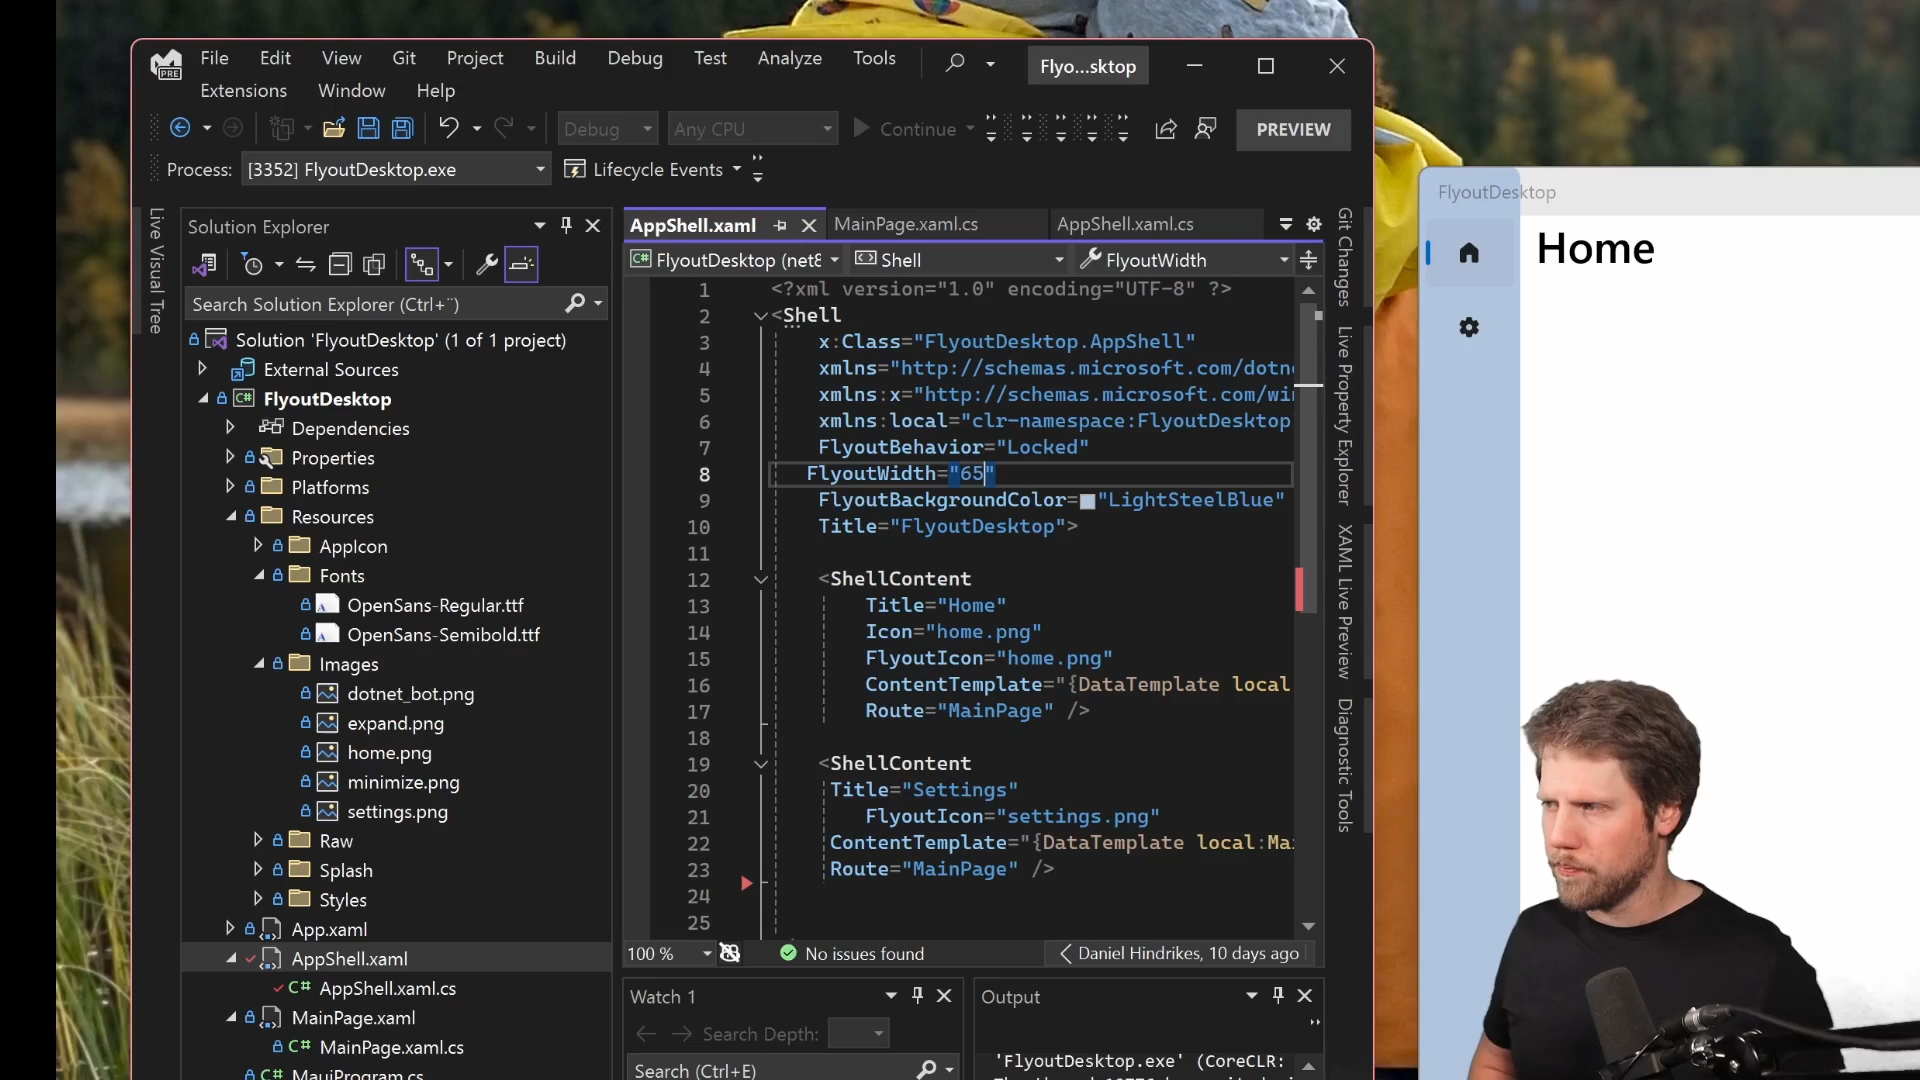 File Edit View Git Project Build Debug Test Analyze Tools
Flyo...sktop
Extensions Window Help
PRE
Debug
Any CPU
Continue
PREVIEW
Process: [3352] FlyoutDesktop.exe
Lifecycle Events
Live Visual Tree
Solution Explorer
Search Solution Explorer (Ctrl+¨)
Solution 'FlyoutDesktop' (1 of 1 project)
External Sources
FlyoutDesktop
Dependencies
Properties
Platforms
Resources
AppIcon
Fonts
OpenSans-Regular.ttf
OpenSans-Semibold.ttf
Images
dotnet_bot.png
expand.png
home.png
minimize.png
settings.png
Raw
Splash
Styles
App.xaml
AppShell.xaml
AppShell.xaml.cs
MainPage.xaml
MainPage.xaml.cs
MauiProgram.cs
AppShell.xaml MainPage.xaml.cs AppShell.xaml.cs
FlyoutDesktop (net8 Shell FlyoutWidth
1 <?xml version="1.0" encoding="UTF-8" ?>
2 <Shell
3 x:Class="FlyoutDesktop.AppShell"
4 xmlns="http://schemas.microsoft.com/dotn
5 xmlns:x="http://schemas.microsoft.com/wi
6 xmlns:local="clr-namespace:FlyoutDesktop
7 FlyoutBehavior="Locked"
8 FlyoutWidth="65"
9 FlyoutBackgroundColor="LightSteelBlue"
10 Title="FlyoutDesktop">
11
12 <ShellContent
13 Title="Home"
14 Icon="home.png"
15 FlyoutIcon="home.png"
16 ContentTemplate="{DataTemplate local
17 Route="MainPage" />
18
19 <ShellContent
20 Title="Settings"
21 FlyoutIcon="settings.png"
22 ContentTemplate="{DataTemplate local:Mai
23 Route="MainPage" />
24
25
100 % No issues found Daniel Hindrikes, 10 days ago
Watch 1
Search Depth:
Search (Ctrl+E)
Output
'FlyoutDesktop.exe' (CoreCLR:
Git Changes
Live Property Explorer
XAML Live Preview
Diagnostic Tools
FlyoutDesktop
Home